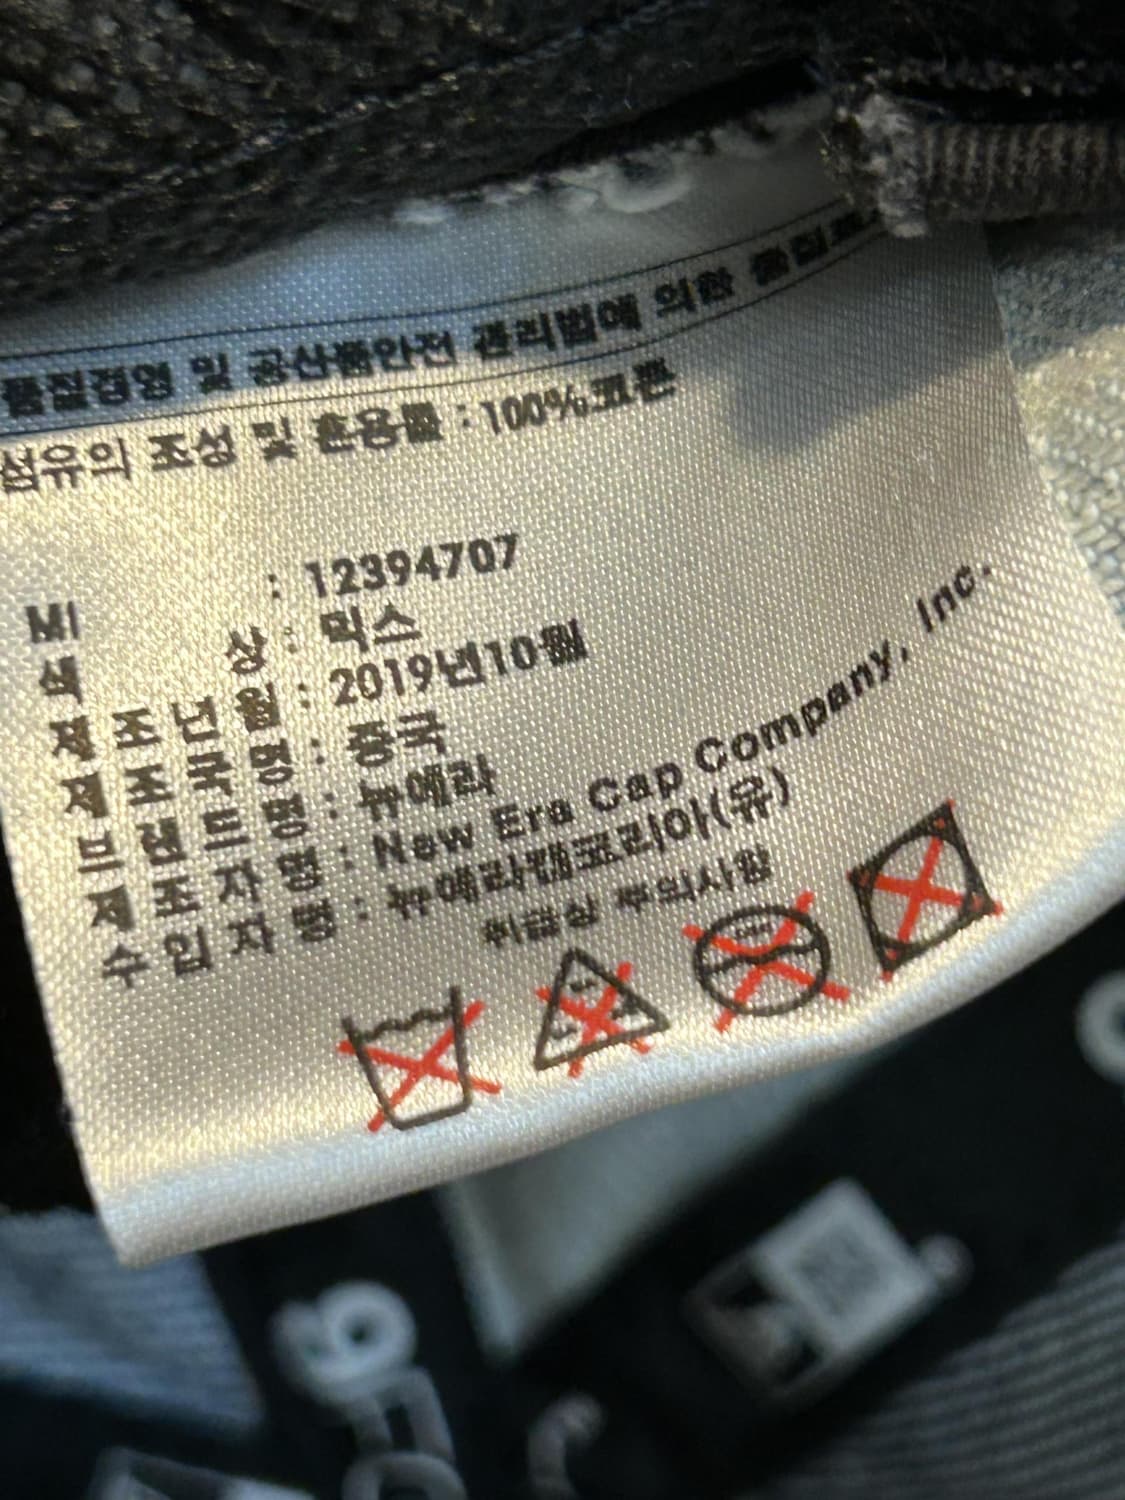 품질경영 및 공산품안전 관리법에 의한 품질표
섬유의 조성 및 혼용률 : 100%코튼
MI : 12394707
색 상 : 믹스
제조년월 : 2019년10월
제조국명 : 중국
브랜드명 : 뉴에라
제조자명 : New Era Cap Company, Inc.
수입자명 : 뉴에라캡코리아(유)
취급상 주의사항